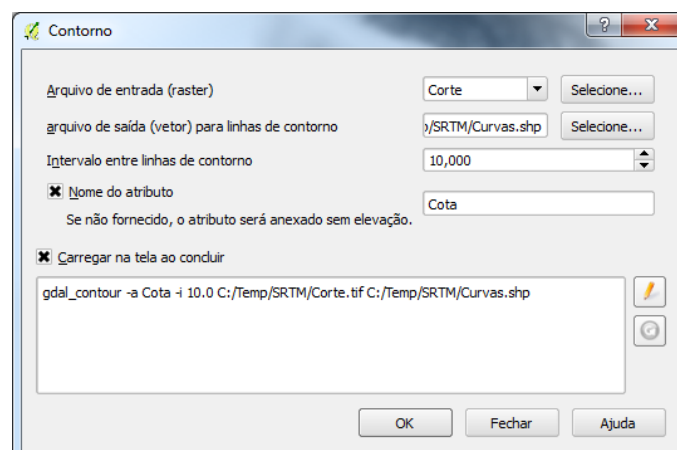 Contorno
Arquivo de entrada (raster)
Corte
Selecione...
arquivo de saída (vetor) para linhas de contorno
)/SRTM/Curvas.shp
Selecione...
Intervalo entre linhas de contorno
10,000
Nome do atributo
Cota
Se não fornecido, o atributo será anexado sem elevação.
Carregar na tela ao concluir
gdal_contour -a Cota -i 10.0 C:/Temp/SRTM/Corte.tif C:/Temp/SRTM/Curvas.shp
OK
Fechar
Ajuda